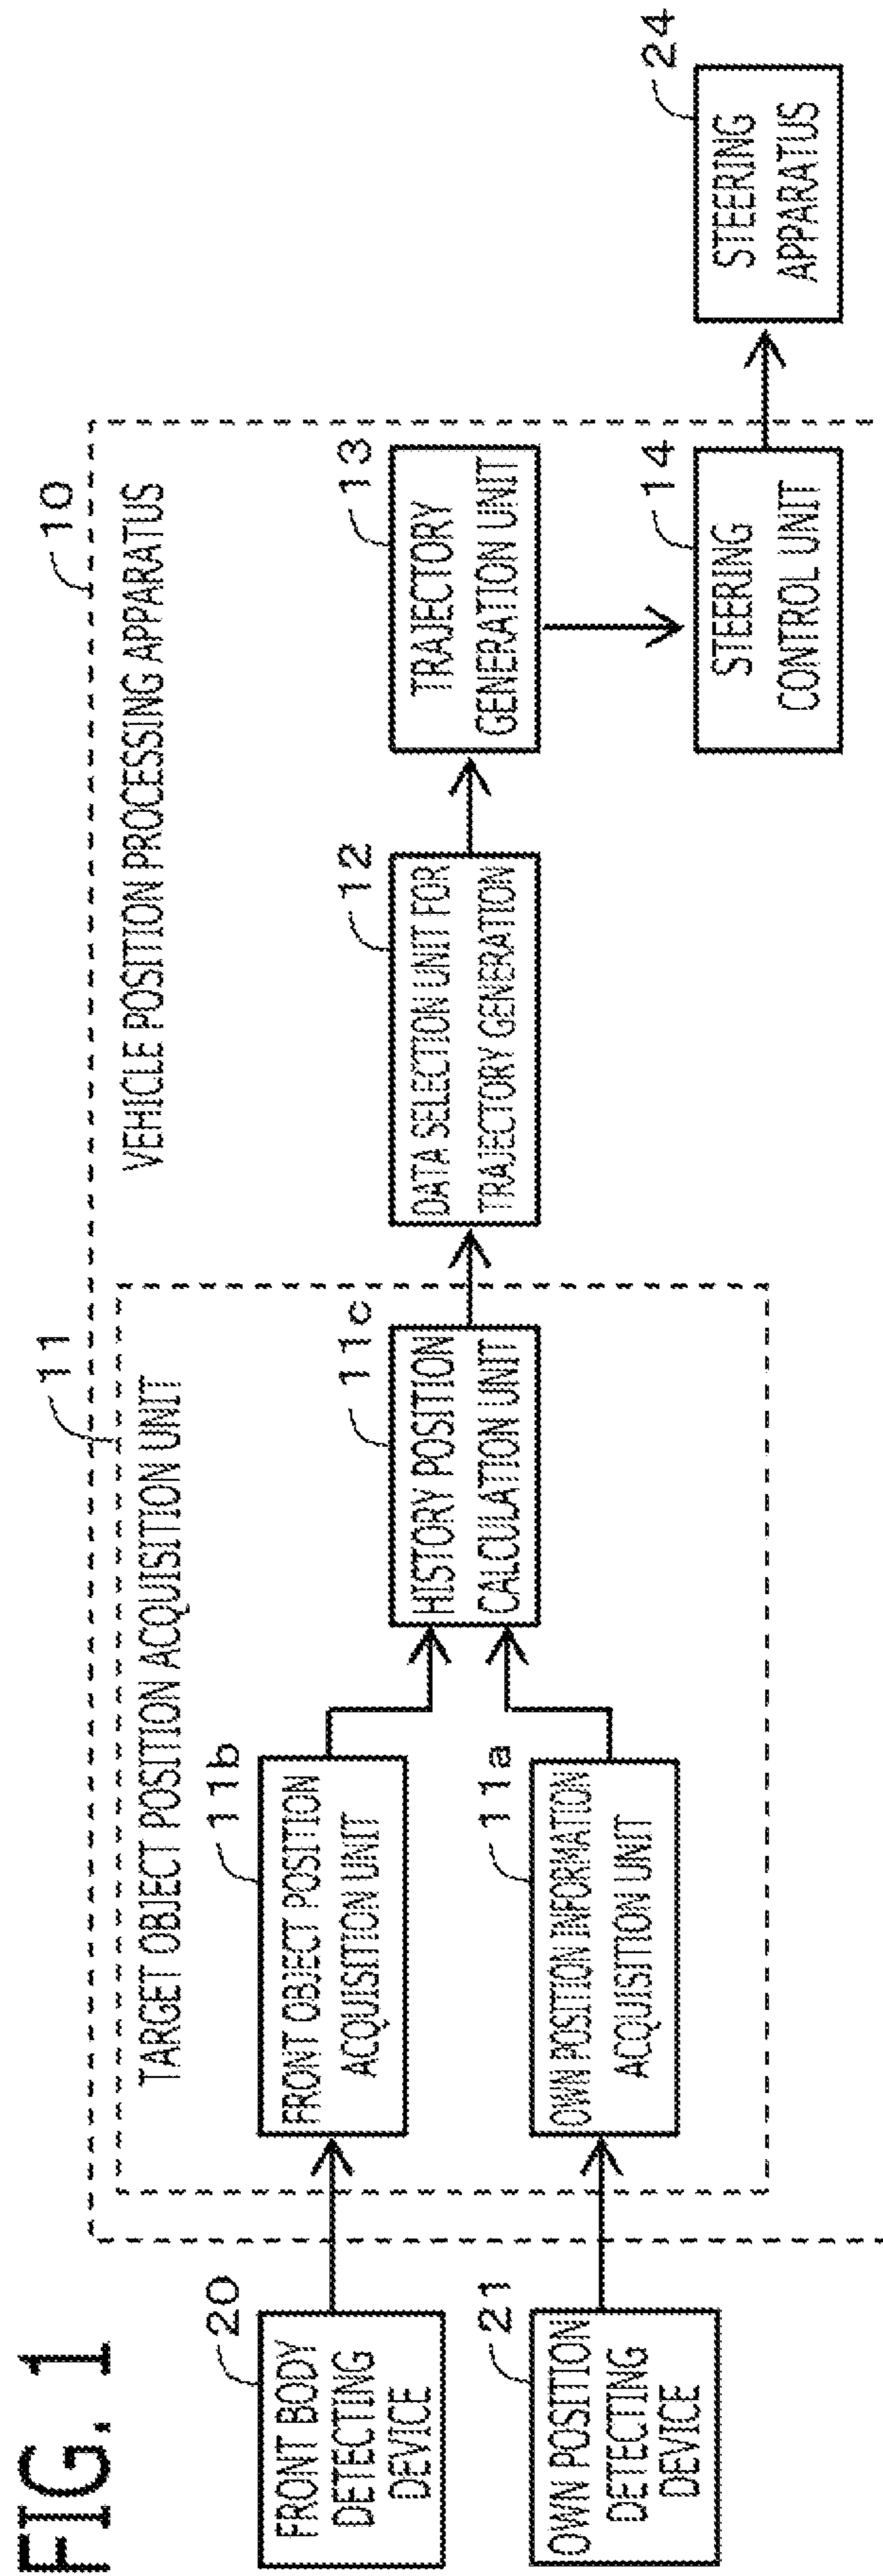 FIG. 1
10
VEHICLE POSITION PROCESSING APPARATUS
11
TARGET OBJECT POSITION ACQUISITION UNIT
20
FRONT BODY
DETECTING
DEVICE
11b
FRONT OBJECT POSITION
ACQUISITION UNIT
21
OWN POSITION
DETECTING
DEVICE
11a
OWN POSITION INFORMATION
ACQUISITION UNIT
11c
HISTORY POSITION
CALCULATION UNIT
12
DATA SELECTION UNIT FOR
TRAJECTORY GENERATION
13
TRAJECTORY
GENERATION UNIT
14
STEERING
CONTROL UNIT
24
STEERING
APPARATUS